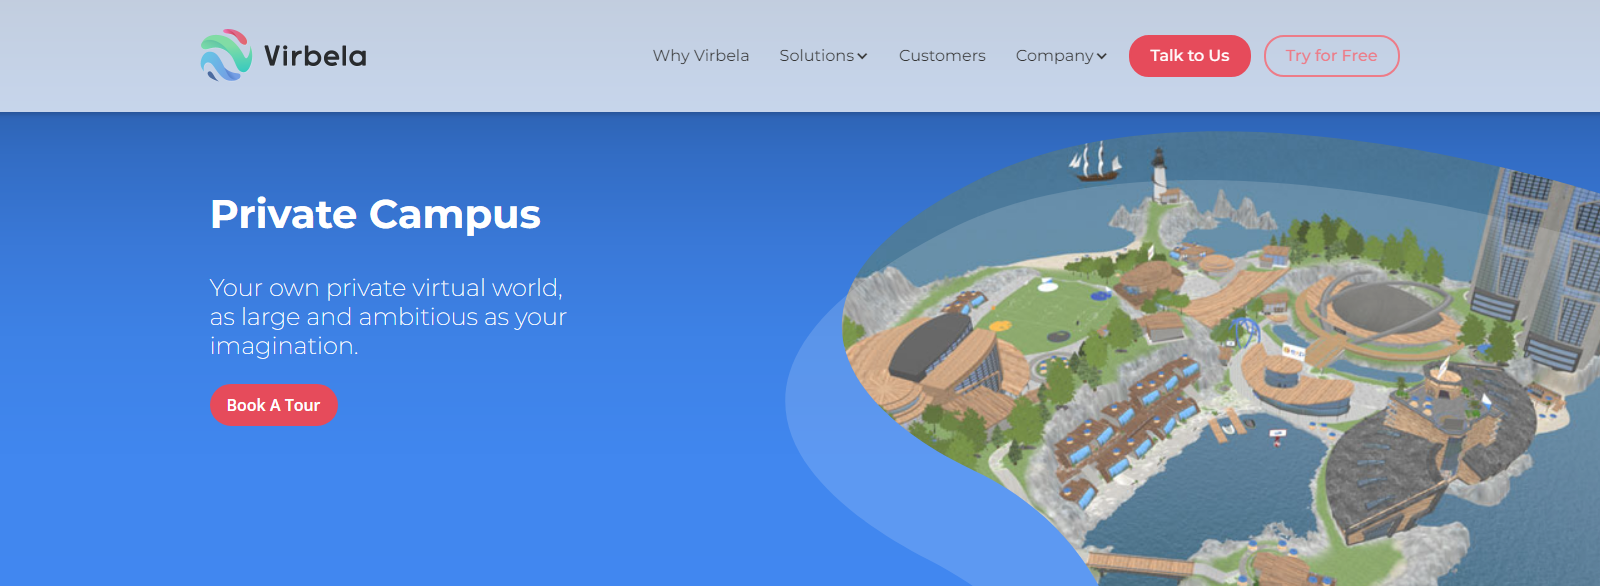 Virbela
Why Virbela
Solutions
Customers
Company
Talk to Us
Try for Free
Private Campus
Your own private virtual world,
as large and ambitious as your
imagination.
Book A Tour